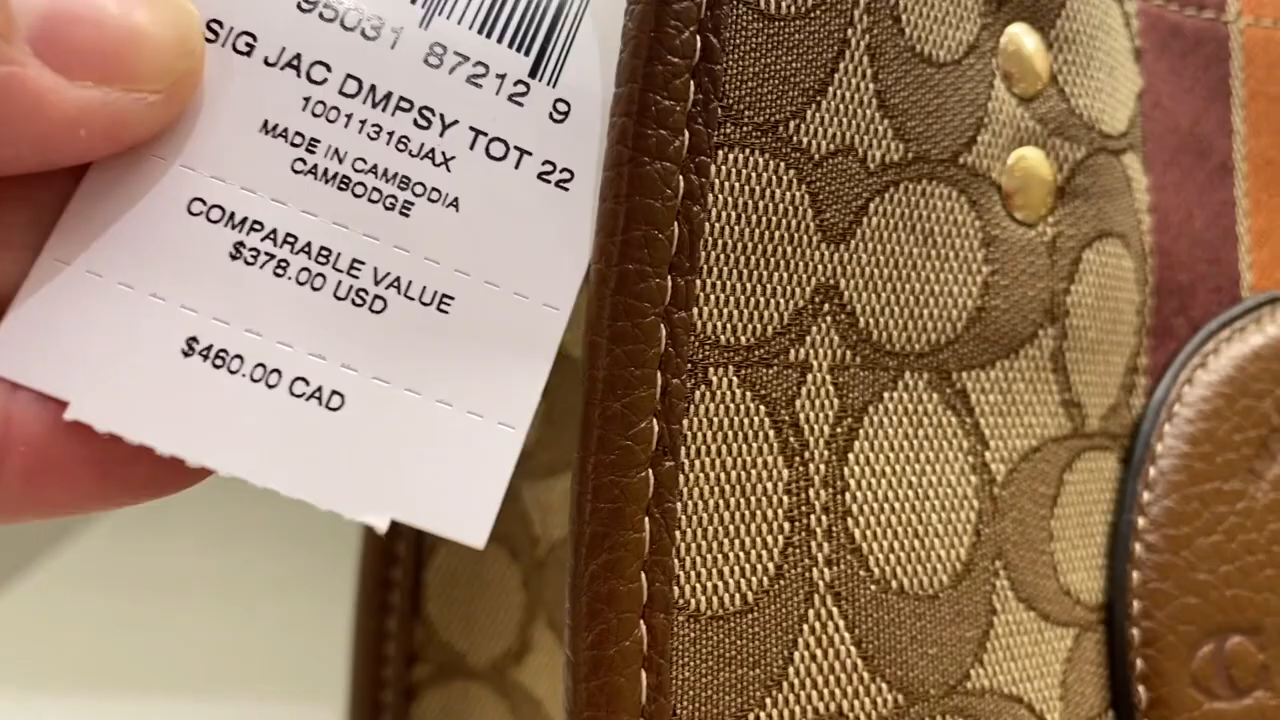 95031 87212 9
SIG JAC DMPSY TOT 22
10011316JAX
MADE IN CAMBODIA
CAMBODGE
COMPARABLE VALUE
$378.00 USD
$460.00 CAD